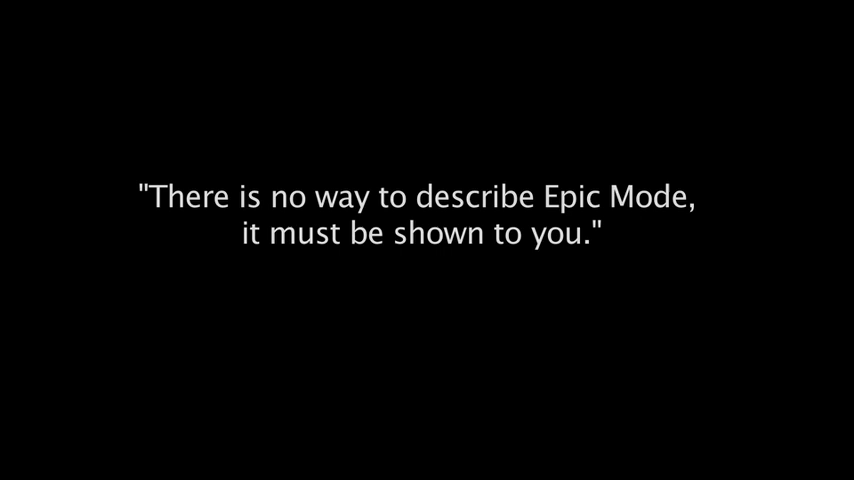 "There is no way to describe Epic Mode,
it must be shown to you."